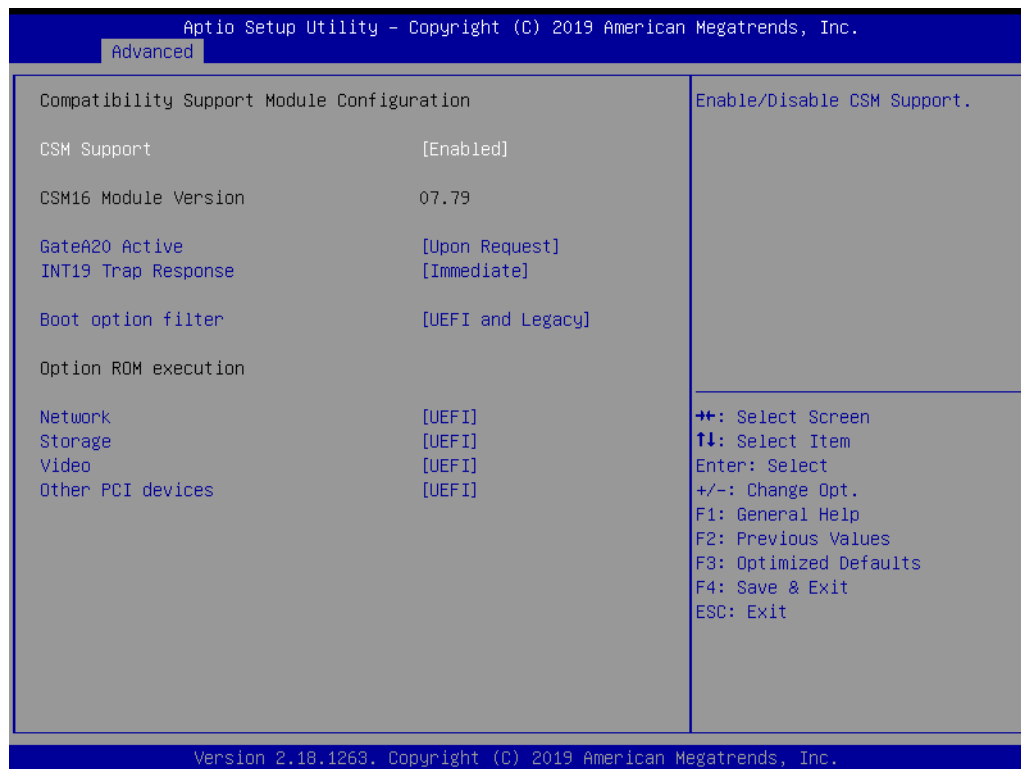 Aptio Setup Utility – Copyright (C) 2019 American Megatrends, Inc.
Advanced
Compatibility Support Module Configuration
CSM Support [Enabled]
CSM16 Module Version 07.79
GateA20 Active [Upon Request]
INT19 Trap Response [Immediate]
Boot option filter [UEFI and Legacy]
Option ROM execution
Network [UEFI]
Storage [UEFI]
Video [UEFI]
Other PCI devices [UEFI]
Enable/Disable CSM Support.
→←: Select Screen
↑↓: Select Item
Enter: Select
+/-: Change Opt.
F1: General Help
F2: Previous Values
F3: Optimized Defaults
F4: Save & Exit
ESC: Exit
Version 2.18.1263. Copyright (C) 2019 American Megatrends, Inc.